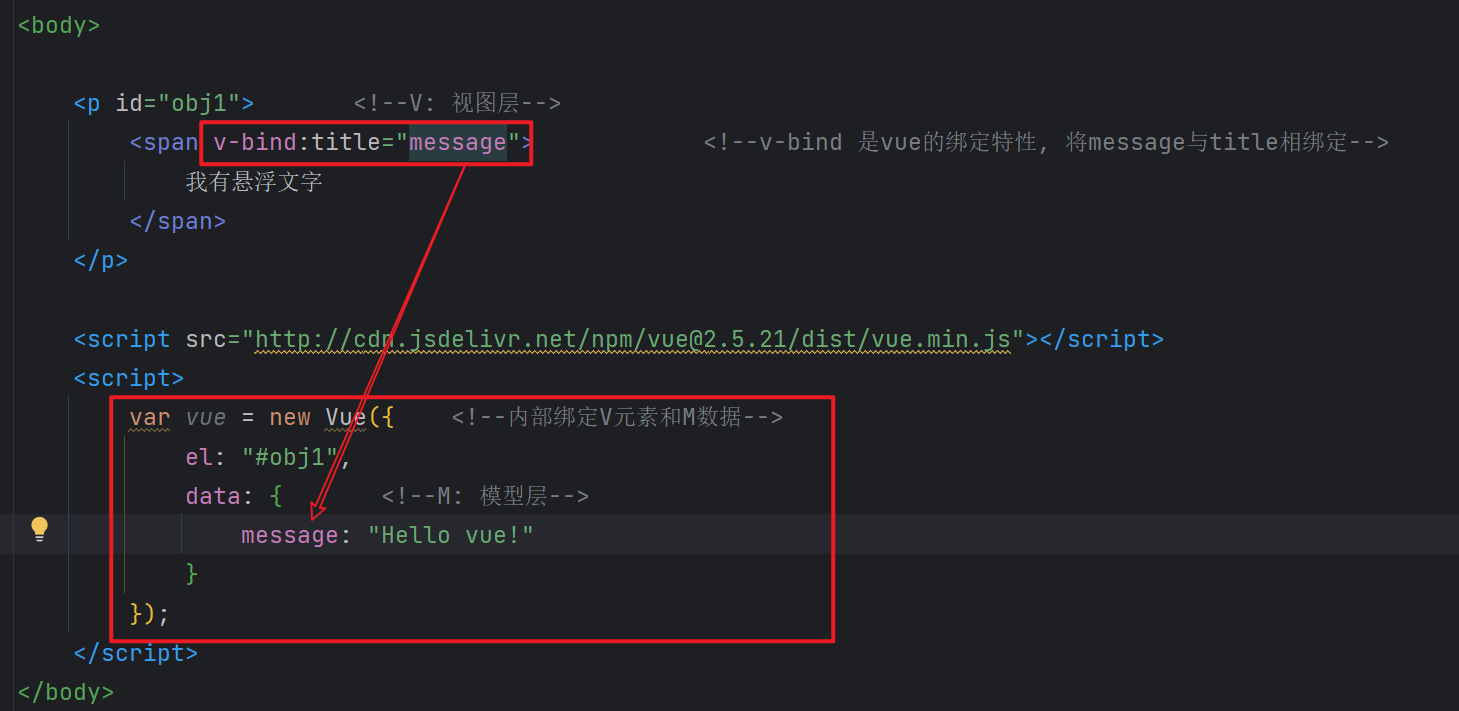 <body>
<p id="obj1"> <!--V: 视图层-->
<span v-bind:title="message"> <!--v-bind 是vue的绑定特性, 将message与title相绑定-->
我有悬浮文字
</span>
</p>
<script src="http://cdn.jsdelivr.net/npm/vue@2.5.21/dist/vue.min.js"></script>
<script>
var vue = new Vue({ <!--内部绑定V元素和M数据-->
el: "#obj1",
data: { <!--M: 模型层-->
message: "Hello vue!"
}
});
</script>
</body>